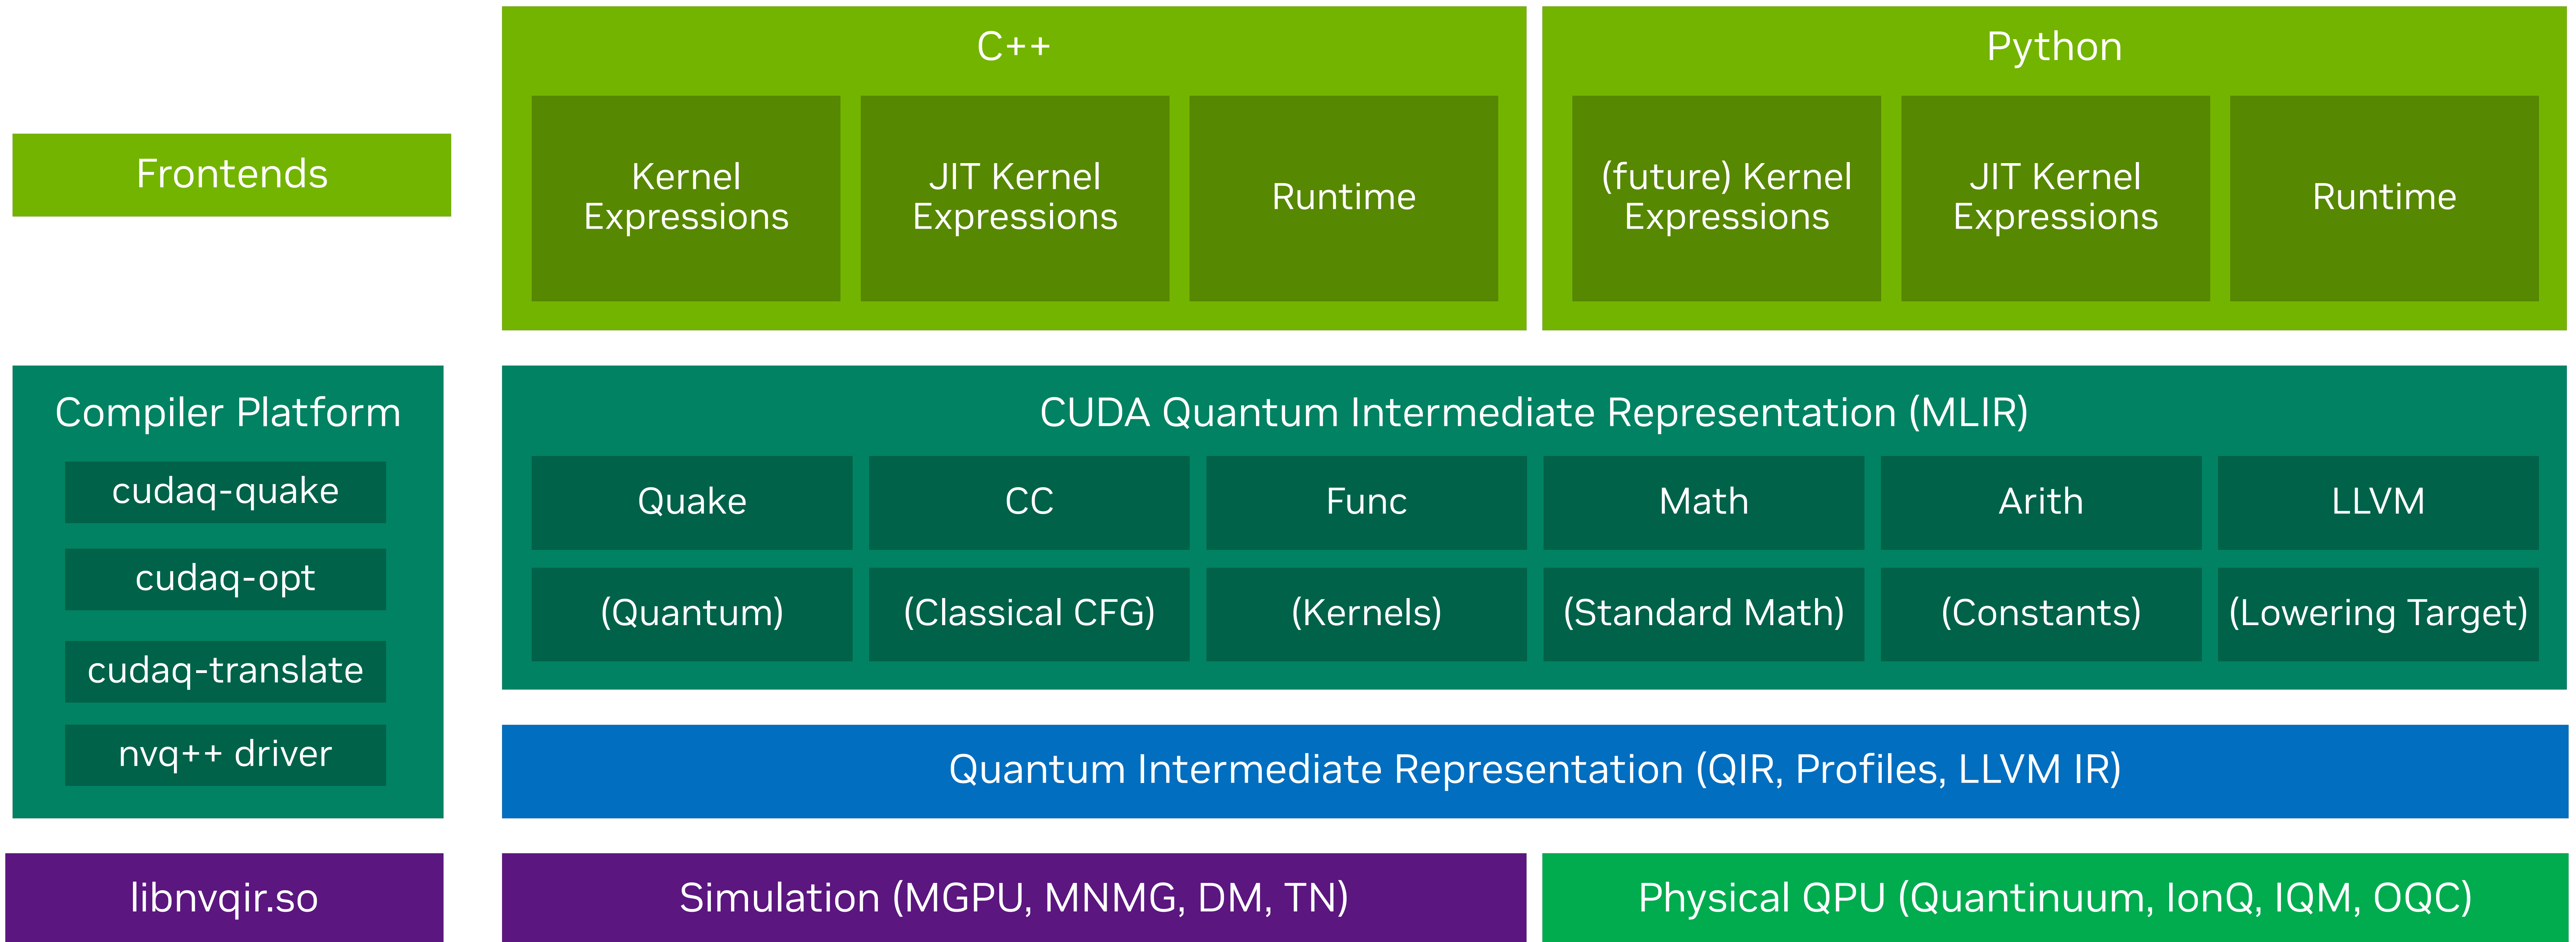 C++
Python
Frontends
Kernel
Expressions
JIT Kernel
Expressions
Runtime
(future) Kernel
Expressions
JIT Kernel
Expressions
Runtime
Compiler Platform
cudaq-quake
cudaq-opt
cudaq-translate
nvq++ driver
CUDA Quantum Intermediate Representation (MLIR)
Quake
CC
Func
Math
Arith
LLVM
(Quantum)
(Classical CFG)
(Kernels)
(Standard Math)
(Constants)
(Lowering Target)
Quantum Intermediate Representation (QIR, Profiles, LLVM IR)
libnvqir.so
Simulation (MGPU, MNMG, DM, TN)
Physical QPU (Quantinuum, IonQ, IQM, OQC)